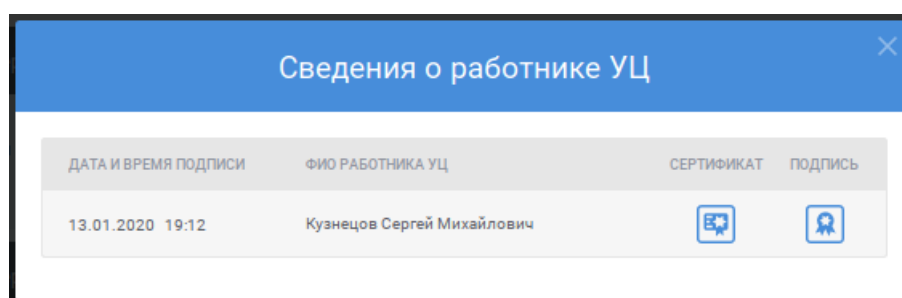 Сведения о работнике УЦ
ДАТА И ВРЕМЯ ПОДПИСИ ФИО РАБОТНИКА УЦ СЕРТИФИКАТ ПОДПИСЬ
13.01.2020 19:12 Кузнецов Сергей Михайлович